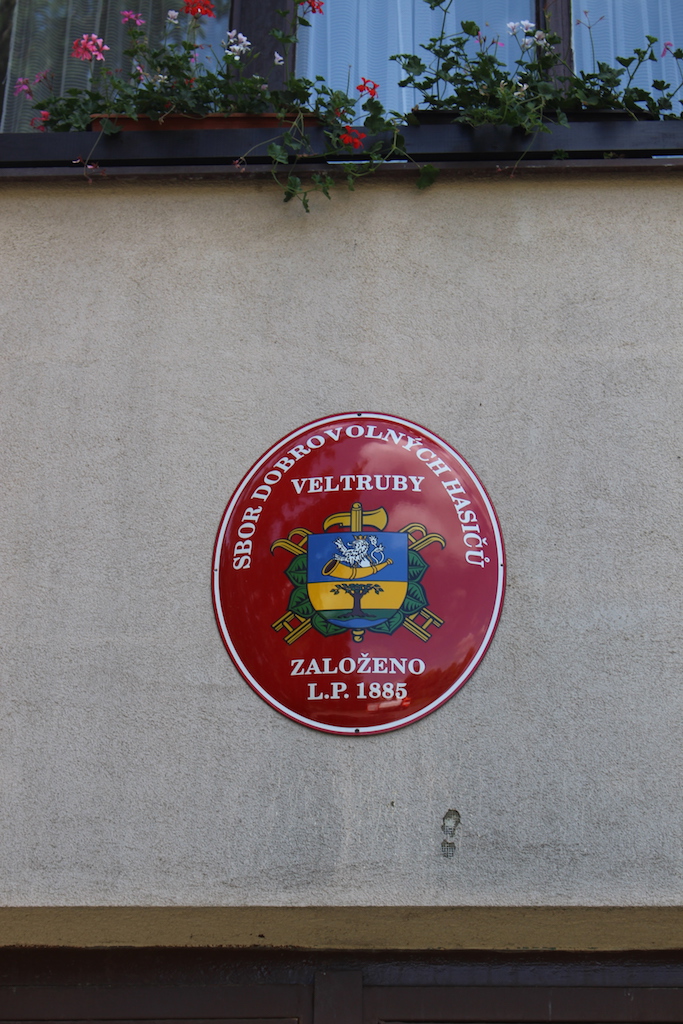 SBOR DOBROVOLNÝCH HASIČŮ
VELTRUBY
ZALOŽENO
L.P. 1885